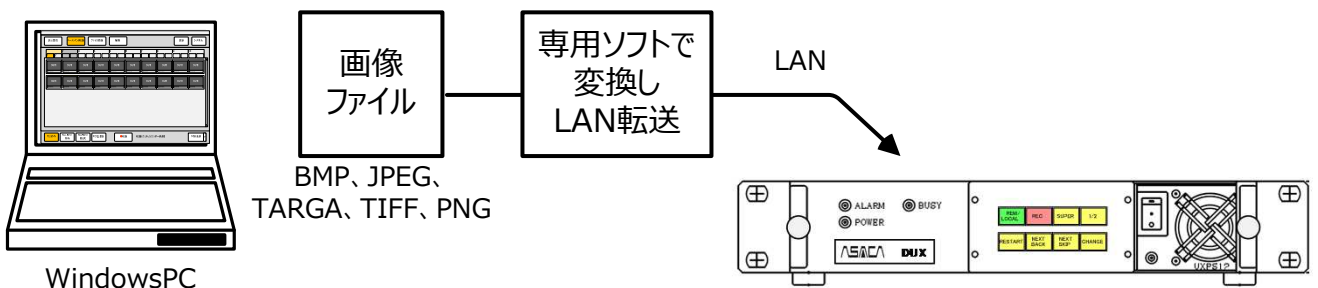 画像
ファイル
専用ソフトで
変換し
LAN転送
LAN
BMP、JPEG、
TARGA、TIFF、PNG
WindowsPC
ALARM
BUSY
POWER
ASACA DUX
REM/
LOCAL
REC
SUPER
1/2
RESTART
NEXT
BACK
NEXT
SKIP
CHANGE